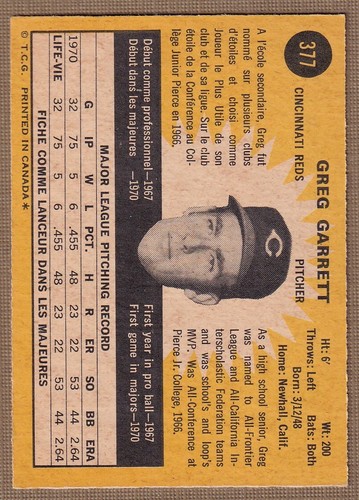 377
GREG GARRETT
CINCINNATI REDS
PITCHER
Ht: 6' Wt: 200
Throws: Left Bats: Both
Born: 3/12/48
Home: Newhall, Calif.
A l'école secondaire, Greg fut
nommé sur plusieurs clubs
d'étoiles et choisi comme
Joueur le Plus Utile de son
club et de sa ligue. Sur le club
étoile de la Conférence au Col-
lège Junior Pierce en 1966.
C
As a high school senior, Greg
was named to All-Frontier
League and All-California In-
terscholastic Federation teams
and was school's and loop's
MVP. Was All-Conference at
Pierce Jr. College, 1966.
Début comme professionnel—1967
Début dans les majeures —1970
First year in pro ball—1967
First game in majors—1970
MAJOR LEAGUE PITCHING RECORD
G IP W L PCT. H R ER SO BB ERA
1970 32 75 5 6 .455 48 23 22 53 44 2.64
LIFE-VIE 32 75 5 6 .455 48 23 22 53 44 2.64
FICHE COMME LANCEUR DANS LES MAJEURES
© T.C.G. PRINTED IN CANADA *